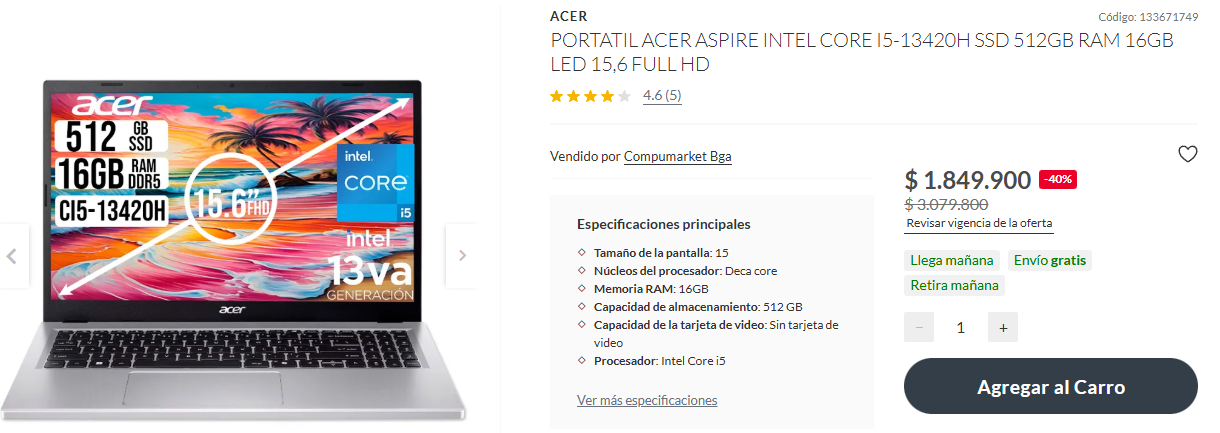 acer
512 GB SSD
16GB RAM DDR5
CI5-13420H
15.6” FHD
intel.
CORE
i5
intel
13va
GENERACIÓN
acer
ACER
Código: 133671749
PORTATIL ACER ASPIRE INTEL CORE I5-13420H SSD 512GB RAM 16GB
LED 15,6 FULL HD
4.6 (5)
Vendido por Compumarket Bga
Especificaciones principales
Tamaño de la pantalla: 15
Núcleos del procesador: Deca core
Memoria RAM: 16GB
Capacidad de almacenamiento: 512 GB
Capacidad de la tarjeta de video: Sin tarjeta de
video
Procesador: Intel Core i5
Ver más especificaciones
$ 1.849.900 -40%
$ 3.079.800
Revisar vigencia de la oferta
Llega mañana Envío gratis
Retira mañana
− 1 +
Agregar al Carro